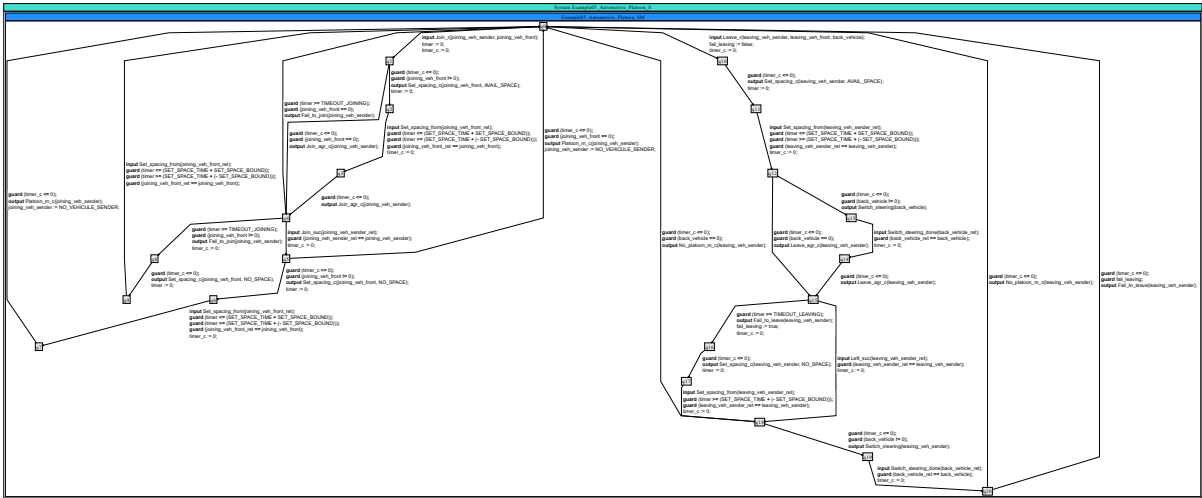 System Example05_Automotive_Platoon_S
Example05_Automotive_Platoon_SM
input Join_r(joining_veh_sender, joining_veh_front);
timer := 0;
timer_c := 0;
guard (timer_c <= 0);
guard (joining_veh_front != 0);
output Set_spacing_c(joining_veh_front, AVAIL_SPACE);
timer := 0;
guard (timer >= TIMEOUT_JOINING);
guard (joining_veh_front == 0);
output Fail_to_join(joining_veh_sender);
guard (timer_c <= 0);
guard (joining_veh_front == 0);
output Join_agr_c(joining_veh_sender);
input Set_spacing_from(joining_veh_front_ret);
guard (timer <= (SET_SPACE_TIME + SET_SPACE_BOUND));
guard (timer >= (SET_SPACE_TIME + (- SET_SPACE_BOUND)));
guard (joining_veh_front_ret == joining_veh_front);
timer_c := 0;
guard (timer_c <= 0);
guard (joining_veh_front == 0);
output Platoon_m_c(joining_veh_sender);
joining_veh_sender := NO_VEHICULE_SENDER;
input Set_spacing_from(joining_veh_front_ret);
guard (timer <= (SET_SPACE_TIME + SET_SPACE_BOUND));
guard (timer >= (SET_SPACE_TIME + (- SET_SPACE_BOUND)));
guard (joining_veh_front_ret == joining_veh_front);
guard (timer_c <= 0);
output Platoon_m_c(joining_veh_sender);
joining_veh_sender := NO_VEHICULE_SENDER;
guard (timer_c <= 0);
output Join_agr_c(joining_veh_sender);
guard (timer >= TIMEOUT_JOINING);
guard (joining_veh_front != 0);
output Fail_to_join(joining_veh_sender);
timer_c := 0;
input Join_suc(joining_veh_sender_ret);
guard (joining_veh_sender_ret == joining_veh_sender);
timer_c := 0;
guard (timer_c <= 0);
output Set_spacing_c(joining_veh_front, NO_SPACE);
timer := 0;
guard (timer_c <= 0);
guard (joining_veh_front != 0);
output Set_spacing_c(joining_veh_front, NO_SPACE);
timer := 0;
input Set_spacing_from(joining_veh_front_ret);
guard (timer <= (SET_SPACE_TIME + SET_SPACE_BOUND));
guard (timer >= (SET_SPACE_TIME + (- SET_SPACE_BOUND)));
guard (joining_veh_front_ret == joining_veh_front);
timer_c := 0;
input Leave_r(leaving_veh_sender, leaving_veh_front, back_vehicle);
fail_leaving := false;
timer_c := 0;
guard (timer_c <= 0);
output Set_spacing_c(leaving_veh_sender, AVAIL_SPACE);
timer := 0;
input Set_spacing_from(leaving_veh_sender_ret);
guard (timer <= (SET_SPACE_TIME + SET_SPACE_BOUND));
guard (timer >= (SET_SPACE_TIME + (- SET_SPACE_BOUND)));
guard (leaving_veh_sender_ret == leaving_veh_sender);
timer_c := 0;
guard (timer_c <= 0);
guard (back_vehicle != 0);
output Switch_steering(back_vehicle);
guard (timer_c <= 0);
guard (back_vehicle == 0);
output No_platoon_m_c(leaving_veh_sender);
guard (timer_c <= 0);
guard (back_vehicle == 0);
output Leave_agr_c(leaving_veh_sender);
input Switch_steering_done(back_vehicle_ret);
guard (back_vehicle_ret == back_vehicle);
timer_c := 0;
guard (timer_c <= 0);
output Leave_agr_c(leaving_veh_sender);
guard (timer_c <= 0);
output No_platoon_m_c(leaving_veh_sender);
guard (timer_c <= 0);
guard fail_leaving;
output Fail_to_leave(leaving_veh_sender);
guard (timer >= TIMEOUT_LEAVING);
output Fail_to_leave(leaving_veh_sender);
fail_leaving := true;
timer_c := 0;
guard (timer_c <= 0);
output Set_spacing_c(leaving_veh_sender, NO_SPACE);
timer := 0;
input Left_suc(leaving_veh_sender_ret);
guard (leaving_veh_sender_ret == leaving_veh_sender);
timer_c := 0;
input Set_spacing_from(leaving_veh_sender_ret);
guard (timer >= (SET_SPACE_TIME + (- SET_SPACE_BOUND)));
guard (leaving_veh_sender_ret == leaving_veh_sender);
timer_c := 0;
guard (timer_c <= 0);
guard (back_vehicle != 0);
output Switch_steering(leaving_veh_sender);
input Switch_steering_done(back_vehicle_ret);
guard (back_vehicle_ret == back_vehicle);
timer_c := 0;